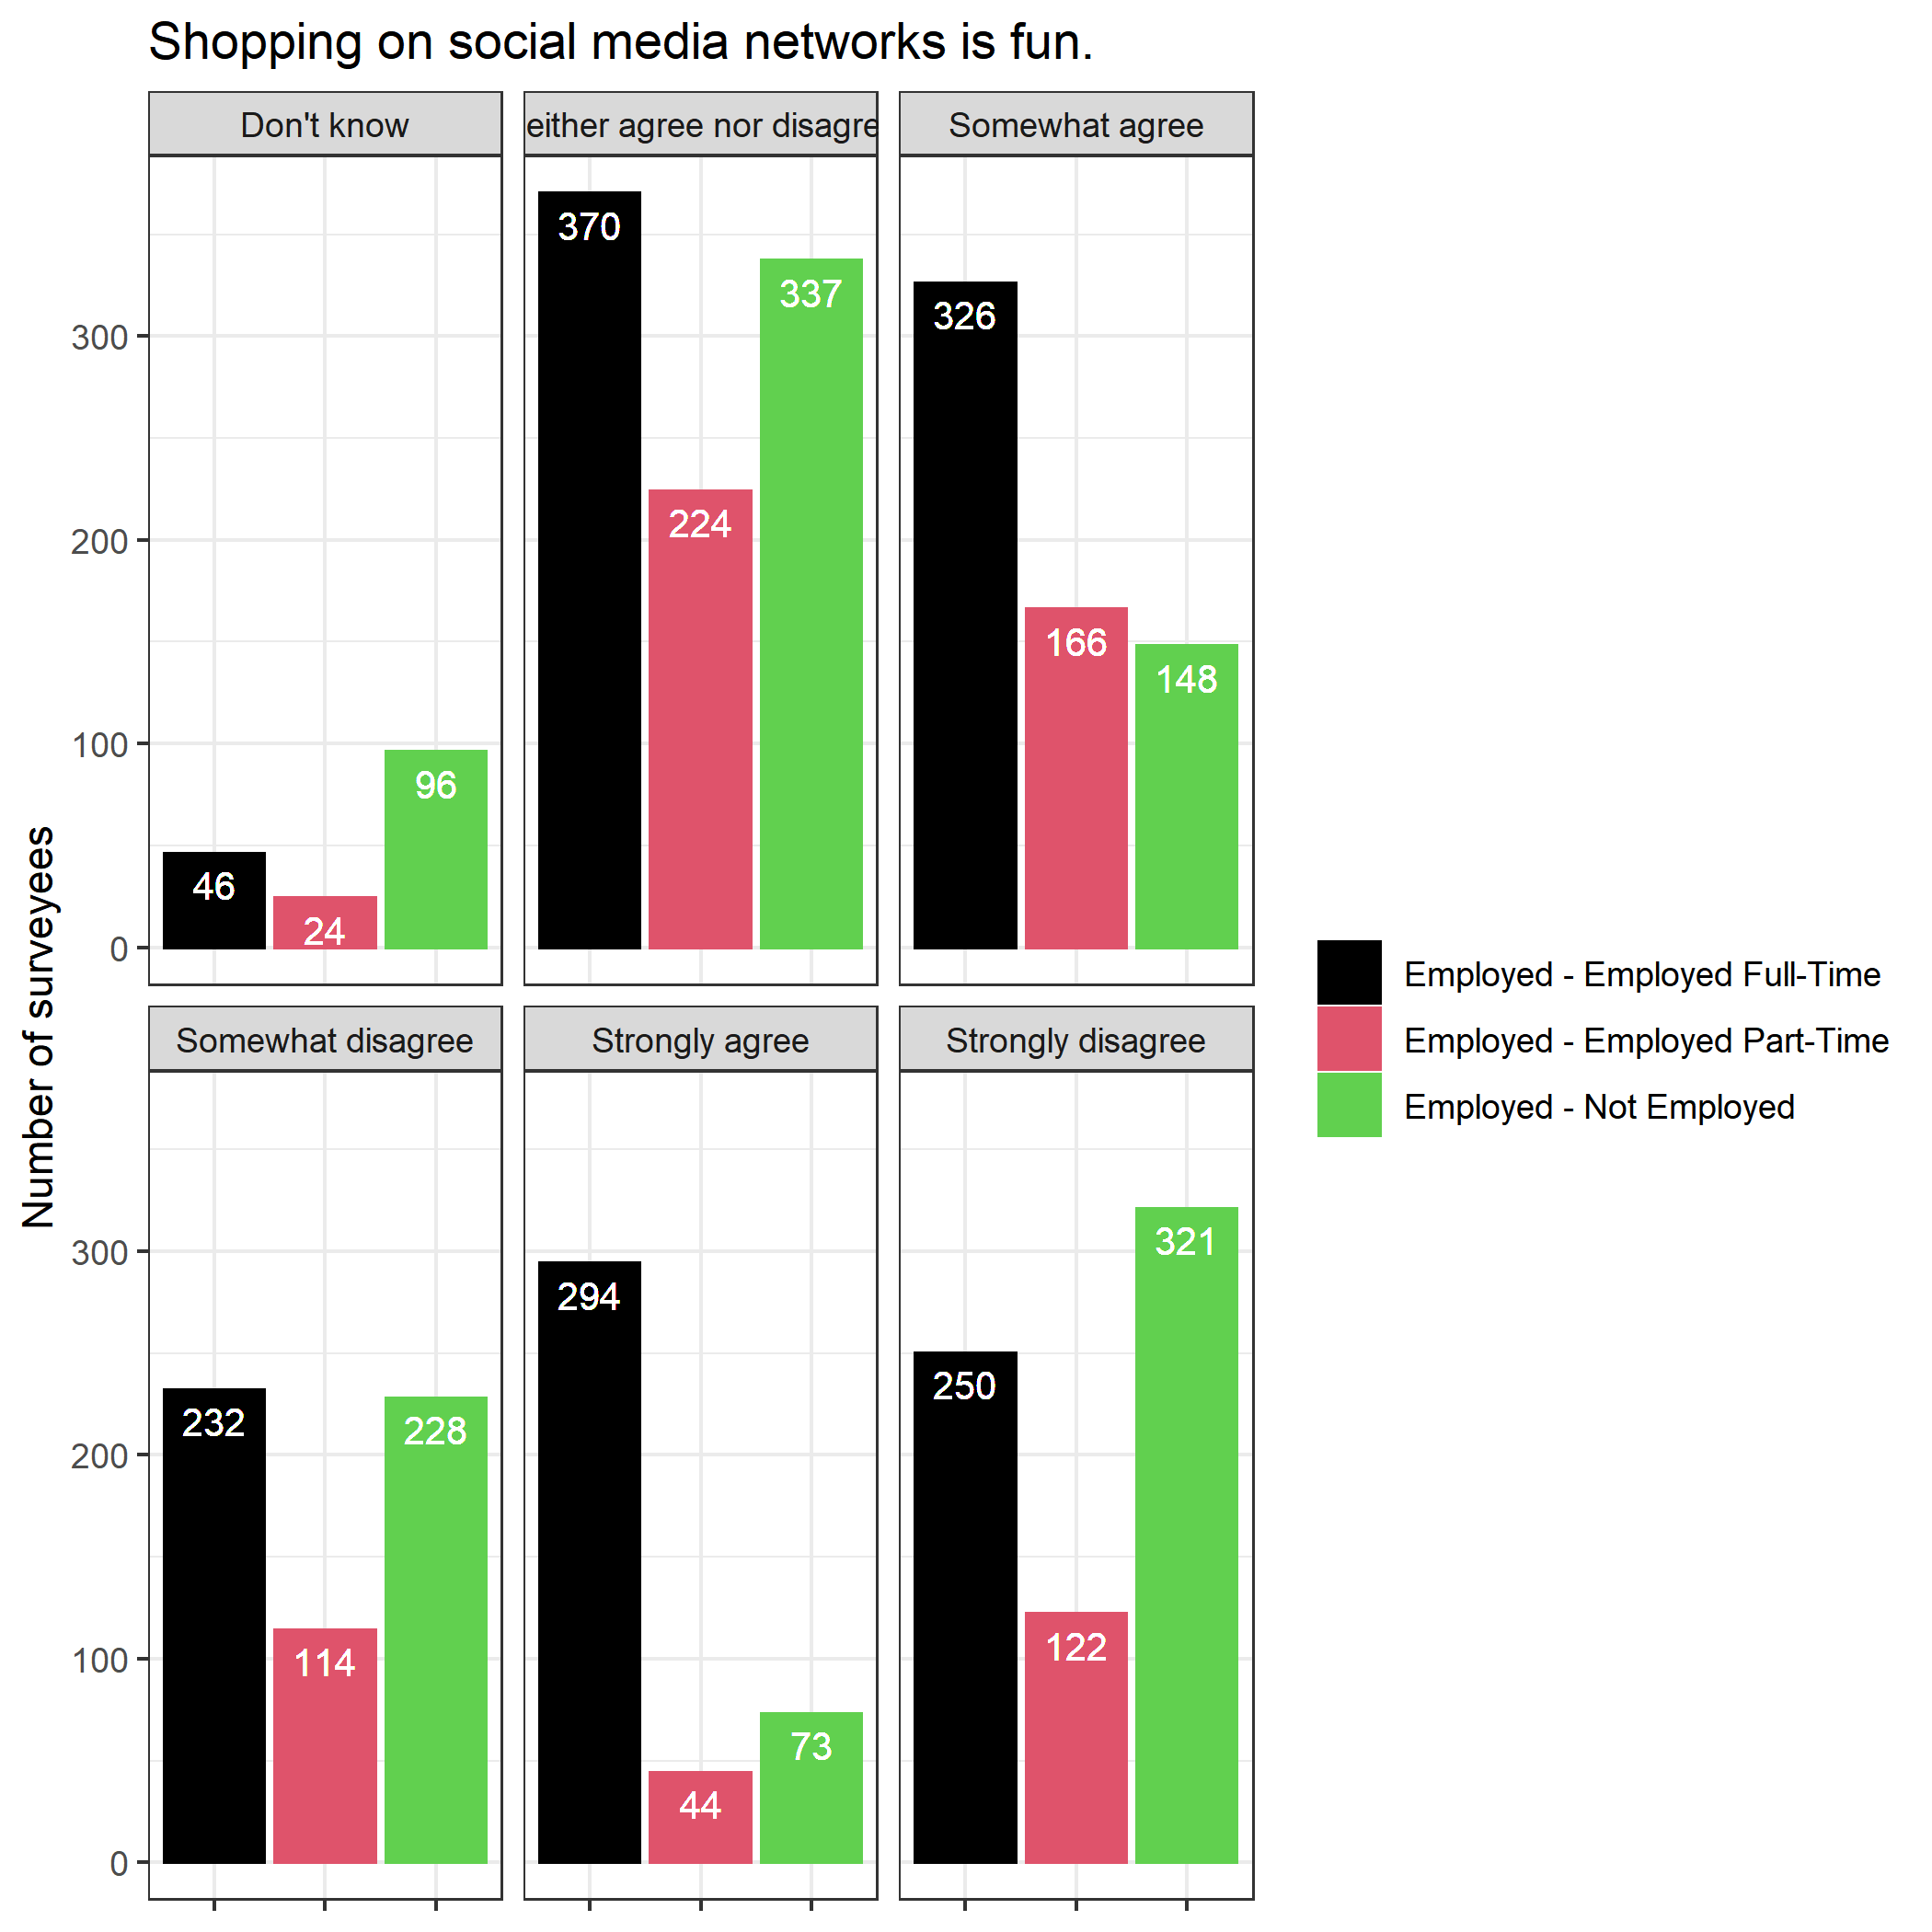 Shopping on social media networks is fun.
Don't know
either agree nor disagre
Somewhat agree
370
337
326
300
224
200
166
148
100
96
46
24
0
Number of surveyees
Employed - Employed Full-Time
Employed - Employed Part-Time
Employed - Not Employed
Somewhat disagree
Strongly agree
Strongly disagree
321
300
294
250
232
228
200
122
114
100
73
44
0